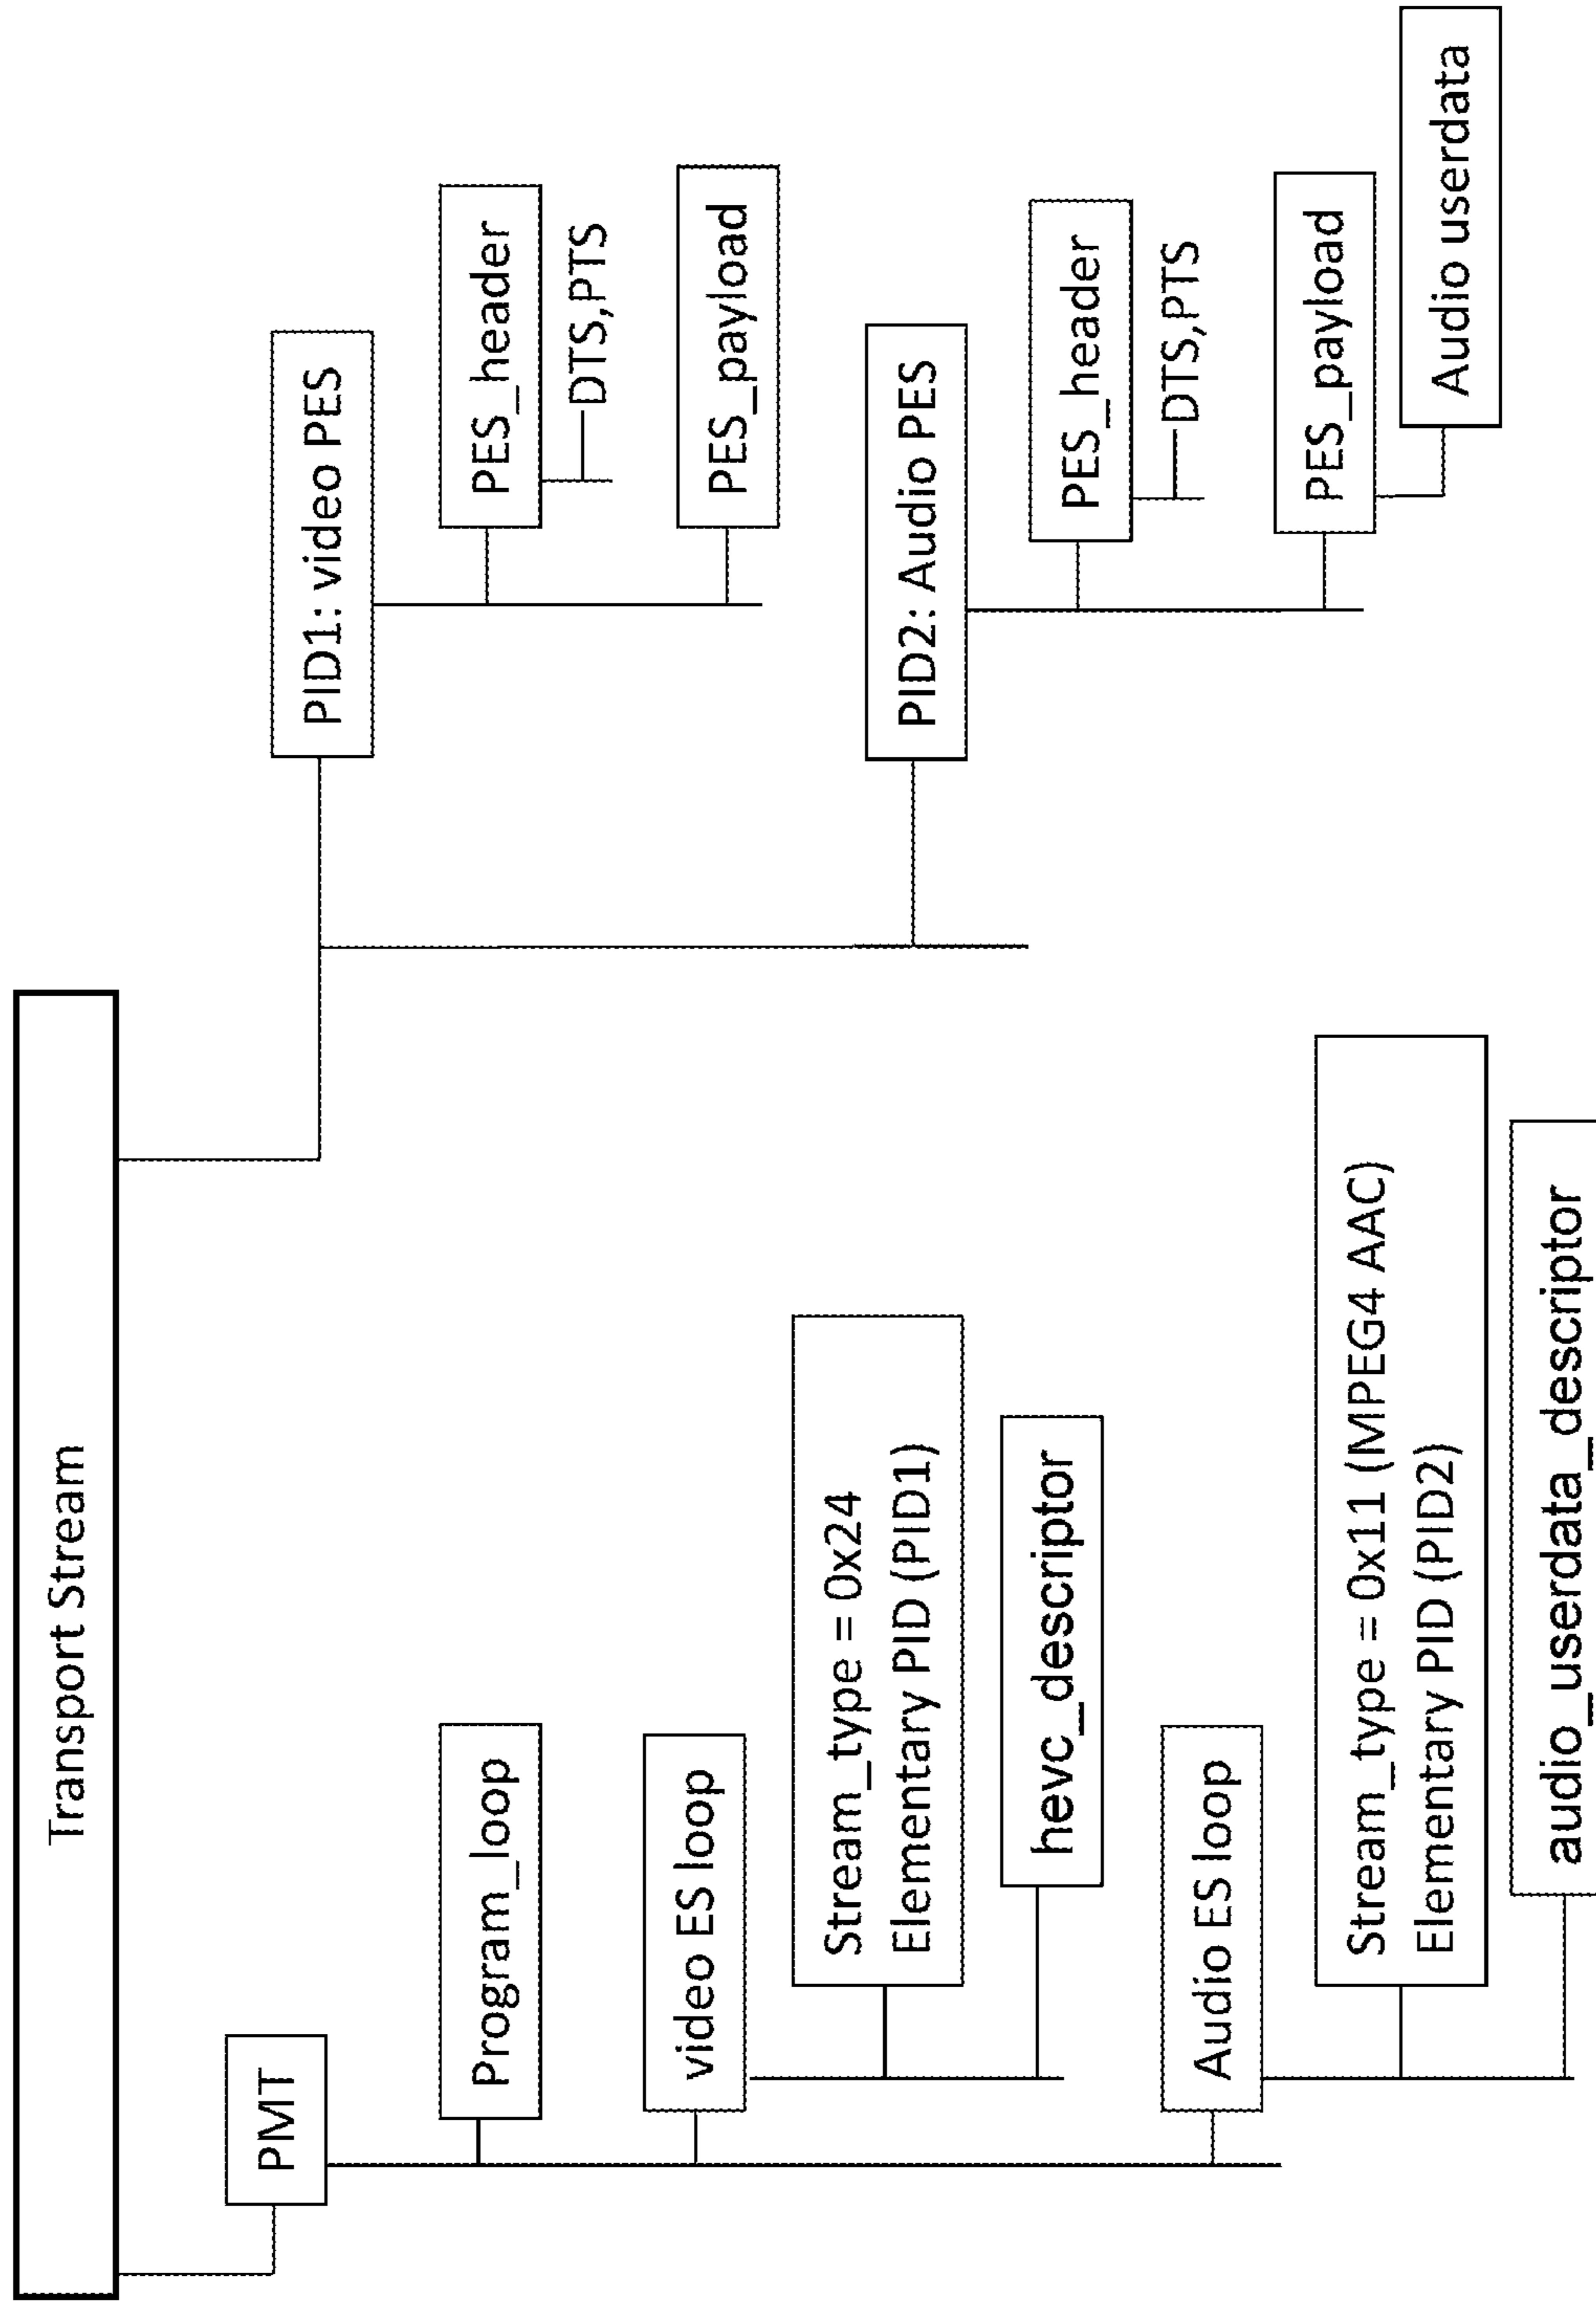 Transport Stream
PMT
Program_loop
video ES loop
Stream_type = 0x24
Elementary PID (PID1)
hevc_descriptor
Audio ES loop
Stream_type = 0x11 (MPEG4 AAC)
Elementary PID (PID2)
audio_userdata_descriptor
PID1: video PES
PES_header
DTS,PTS
PES_payload
PID2: Audio PES
PES_header
DTS,PTS
PES_payload
Audio userdata